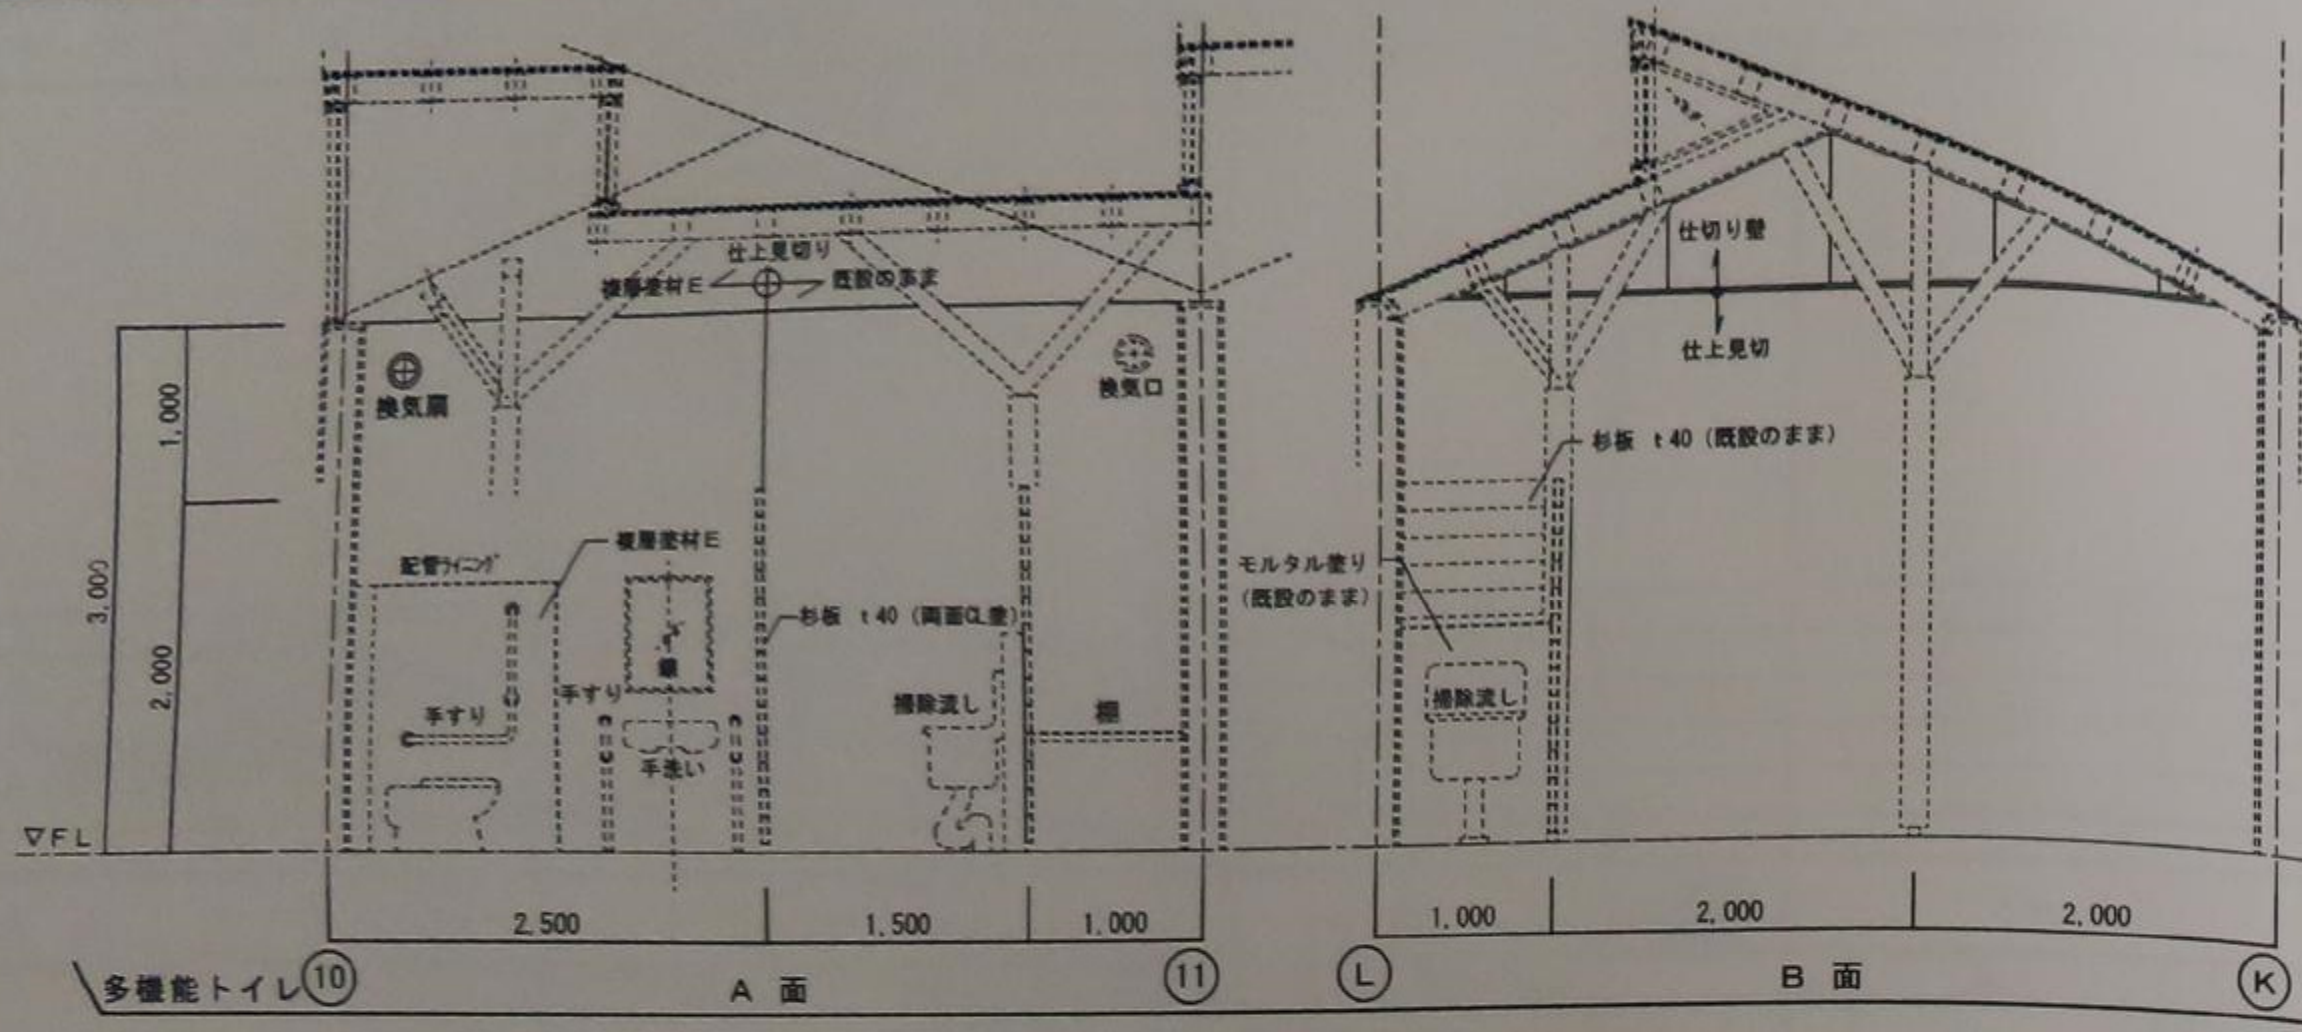 仕上見切り
複層塗材E
既設のまま
換気扇
換気口
1,000
3,000
2,000
配管ライニング
複層塗材E
杉板 t40(両面CL塗)
手すり
手すり
手洗い
掃除流し
棚
▽FL
2,500
1,500
1,000
多機能トイレ
10
A 面
11
仕切り壁
仕上見切
杉板 t40(既設のまま)
モルタル塗り
(既設のまま)
掃除流し
1,000
2,000
2,000
L
B 面
K